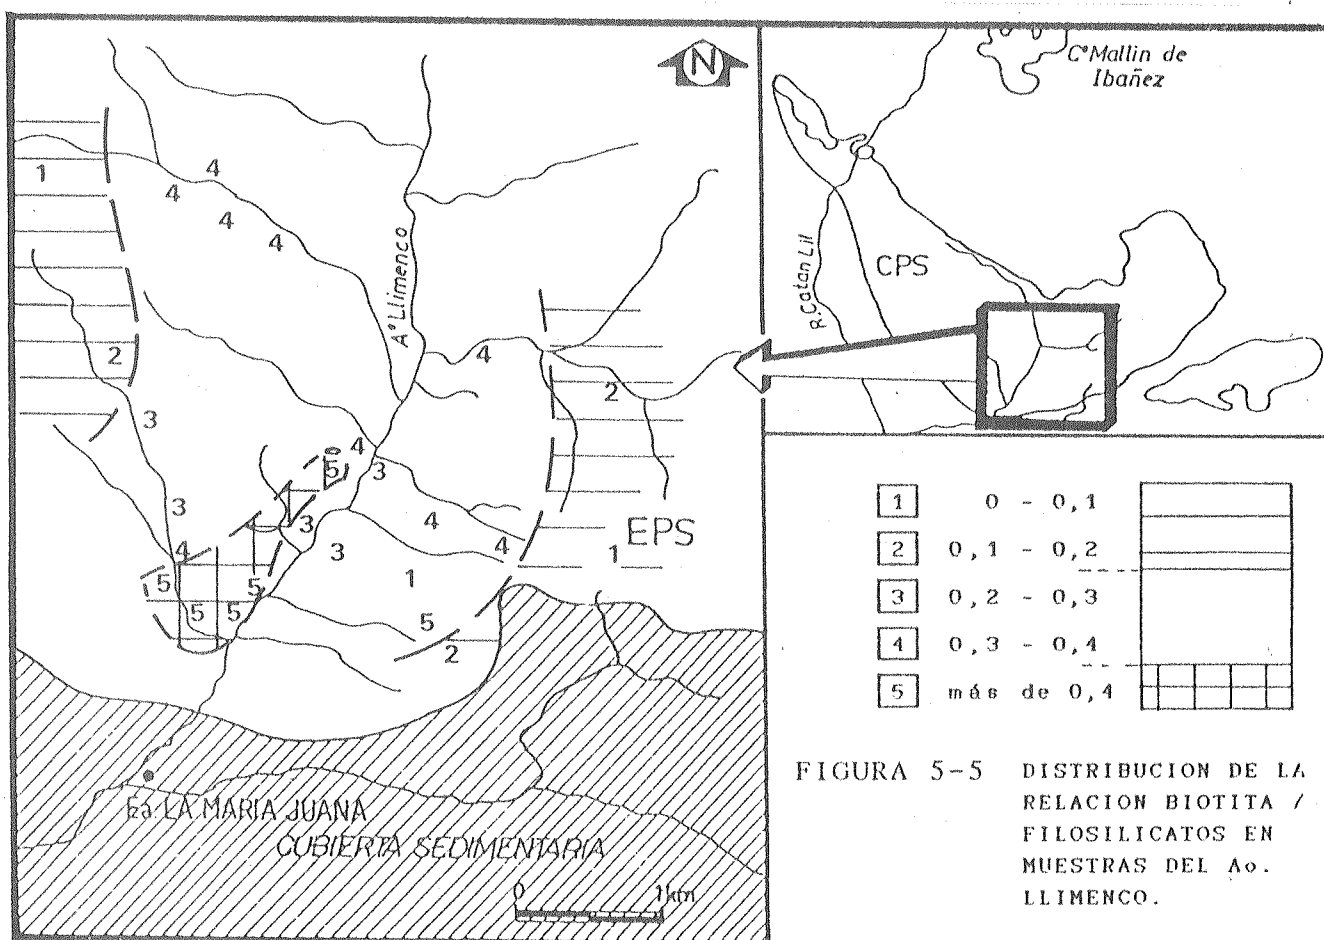 N
C° Mallin de
Ibañez
1
4
4
4
4
A° Llimenco
R. Catan Lil
CPS
2
4
2
3
4
5
3
3
4
3
3
4
4
EPS
1
4
5
5
5
5
1
5
2
1 0 - 0,1
2 0,1 - 0,2
3 0,2 - 0,3
4 0,3 - 0,4
5 más de 0,4
FIGURA 5-5 DISTRIBUCION DE LA
RELACION BIOTITA /
FILOSILICATOS EN
MUESTRAS DEL Ao.
LLIMENCO.
Ea LA MARIA JUANA
CUBIERTA SEDIMENTARIA
0 1km